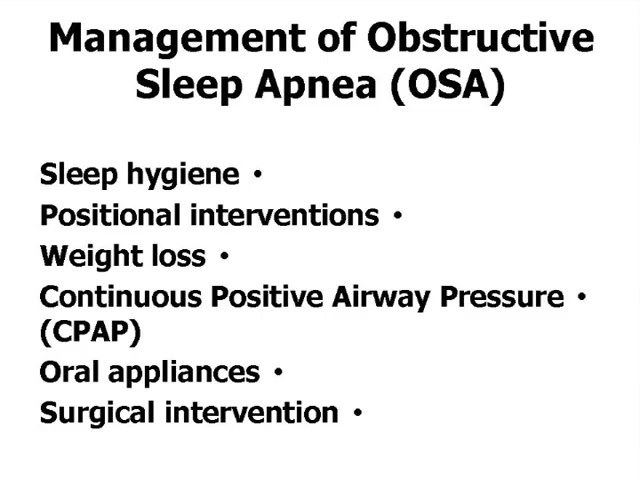 Management of Obstructive
Sleep Apnea (OSA)
Sleep hygiene •
Positional interventions •
Weight loss •
Continuous Positive Airway Pressure •
(CPAP)
Oral appliances •
Surgical intervention •